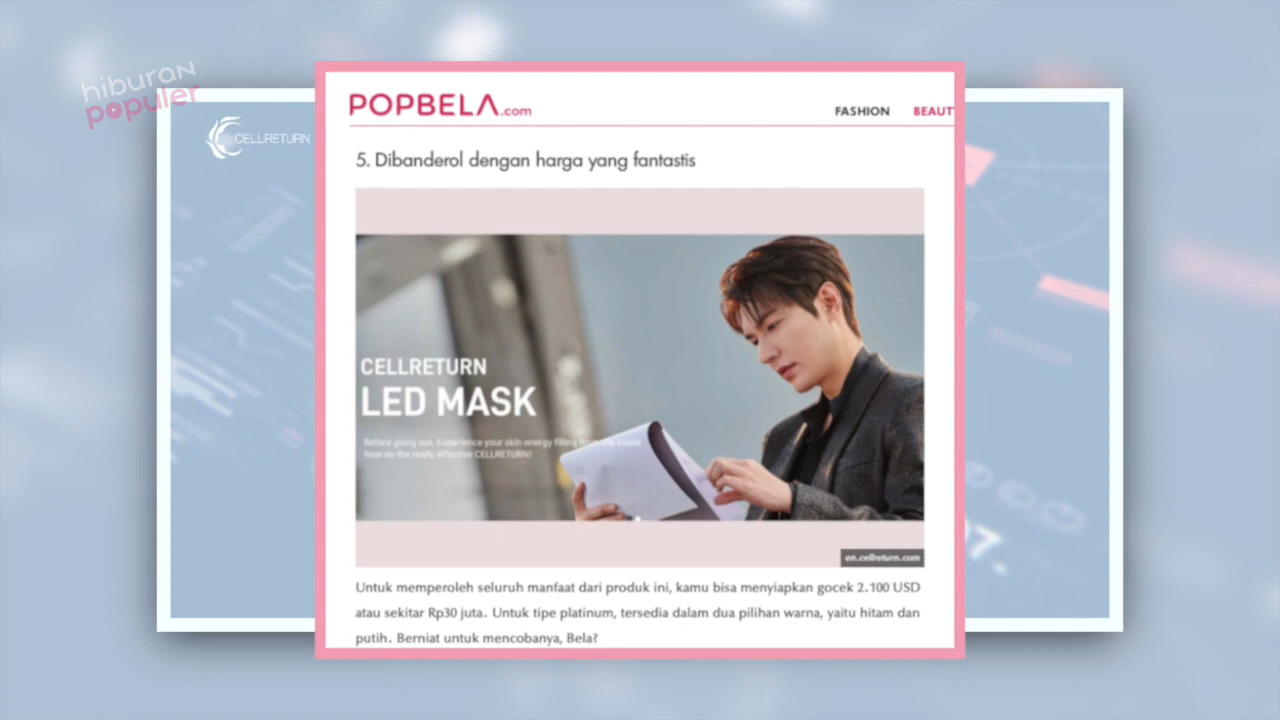 hiburan
populer
CELLRETURN
POPBELA.com
FASHION
BEAUT
5. Dibanderol dengan harga yang fantastis
CELLRETURN
LED MASK
Before going out, Experience your skin energy filling from the inside
Now do the really effective CELLRETURN!
en.cellreturn.com
Untuk memperoleh seluruh manfaat dari produk ini, kamu bisa menyiapkan gocek 2.100 USD
atau sekitar Rp30 juta. Untuk tipe platinum, tersedia dalam dua pilihan warna, yaitu hitam dan
putih. Berniat untuk mencobanya, Bela?